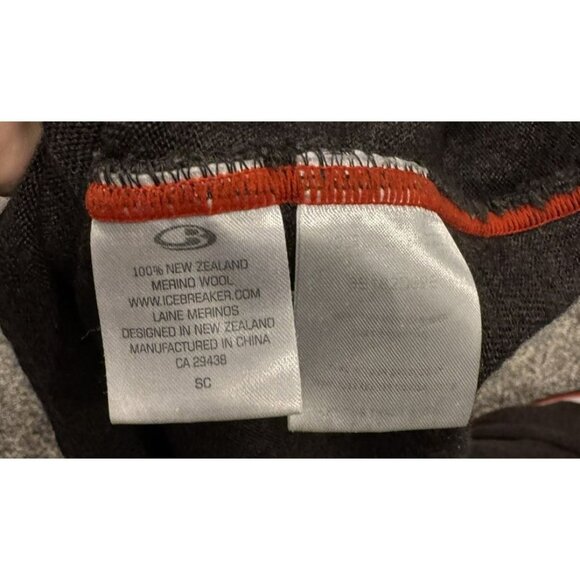 100% NEW ZEALAND
MERINO WOOL
WWW.ICEBREAKER.COM
LAINE MERINOS
DESIGNED IN NEW ZEALAND
MANUFACTURED IN CHINA
CA 29438
SC